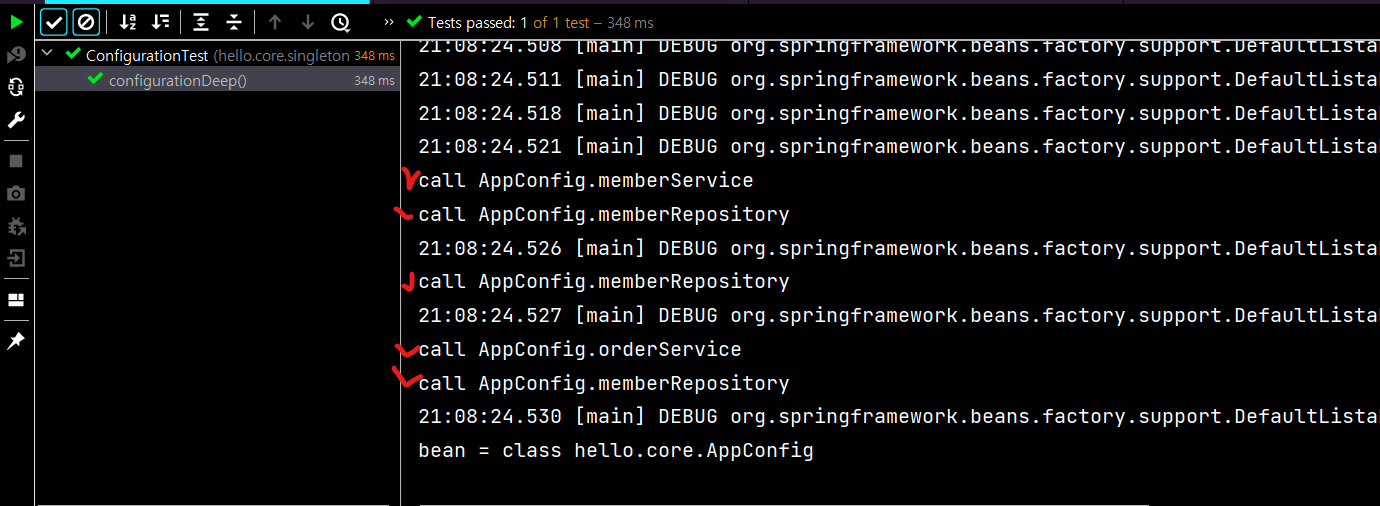 Tests passed: 1 of 1 test – 348 ms
ConfigurationTest (hello.core.singleton 348 ms
configurationDeep() 348 ms
21:08:24.508 [main] DEBUG org.springframework.beans.factory.support.DefaultLista
21:08:24.511 [main] DEBUG org.springframework.beans.factory.support.DefaultLista
21:08:24.518 [main] DEBUG org.springframework.beans.factory.support.DefaultLista
21:08:24.521 [main] DEBUG org.springframework.beans.factory.support.DefaultLista
call AppConfig.memberService
call AppConfig.memberRepository
21:08:24.526 [main] DEBUG org.springframework.beans.factory.support.DefaultLista
call AppConfig.memberRepository
21:08:24.527 [main] DEBUG org.springframework.beans.factory.support.DefaultLista
call AppConfig.orderService
call AppConfig.memberRepository
21:08:24.530 [main] DEBUG org.springframework.beans.factory.support.DefaultLista
bean = class hello.core.AppConfig